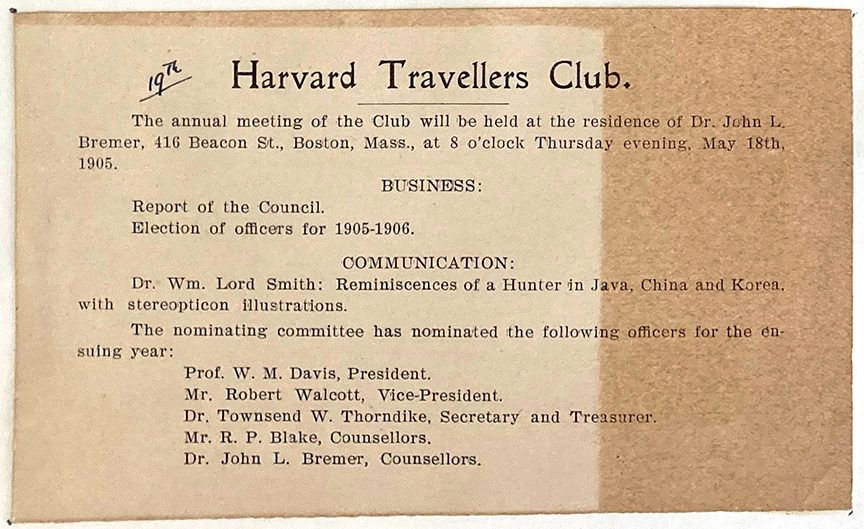 19th Harvard Travellers Club.
The annual meeting of the Club will be held at the residence of Dr. John L.
Bremer, 416 Beacon St., Boston, Mass., at 8 o'clock Thursday evening, May 18th,
1905.
BUSINESS:
Report of the Council.
Election of officers for 1905-1906.
COMMUNICATION:
Dr. Wm. Lord Smith: Reminiscences of a Hunter in Java, China and Korea,
with stereopticon illustrations.
The nominating committee has nominated the following officers for the en-
suing year:
Prof. W. M. Davis, President.
Mr. Robert Walcott, Vice-President.
Dr. Townsend W. Thorndike, Secretary and Treasurer.
Mr. R. P. Blake, Counsellors.
Dr. John L. Bremer, Counsellors.